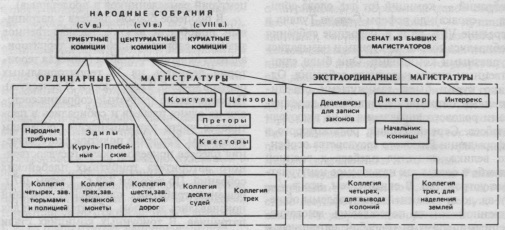 НАРОДНЫЕ СОБРАНИЯ
(с V в.) (с VI в.) (с VIII в.)
ТРИБУТНЫЕ
КОМИЦИИ
ЦЕНТУРИАТНЫЕ
КОМИЦИИ
КУРИАТНЫЕ
КОМИЦИИ
СЕНАТ ИЗ БЫВШИХ
МАГИСТРАТОРОВ
ОРДИНАРНЫЕ МАГИСТРАТУРЫ
ЭКСТРАОРДИНАРНЫЕ МАГИСТРАТУРЫ
Консулы
Цензоры
Преторы
Квесторы
Народные
трибуны
Эдилы
Куруль-
ные
Плебей-
ские
Децемвиры
для записи
законов
Диктатор
Интеррекс
Начальник
конницы
Коллегия
четырех, зав.
тюрьмами
и полицией
Коллегия
трех, зав.
чеканкой
монеты
Коллегия
шести, зав.
очисткой
дорог
Коллегия
десяти
судей
Коллегия
трех
Коллегия
четырех,
для вывода
колоний
Коллегия
трех, для
наделения
землей